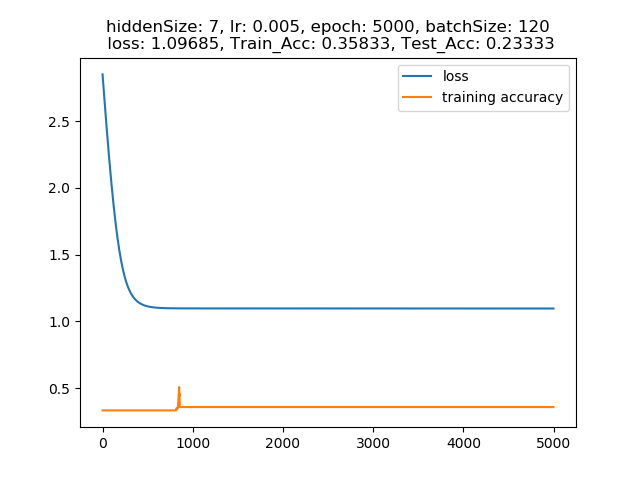 hiddenSize: 7, lr: 0.005, epoch: 5000, batchSize: 120
loss: 1.09685, Train_Acc: 0.35833, Test_Acc: 0.23333
loss
training accuracy
2.5
2.0
1.5
1.0
0.5
0 1000 2000 3000 4000 5000